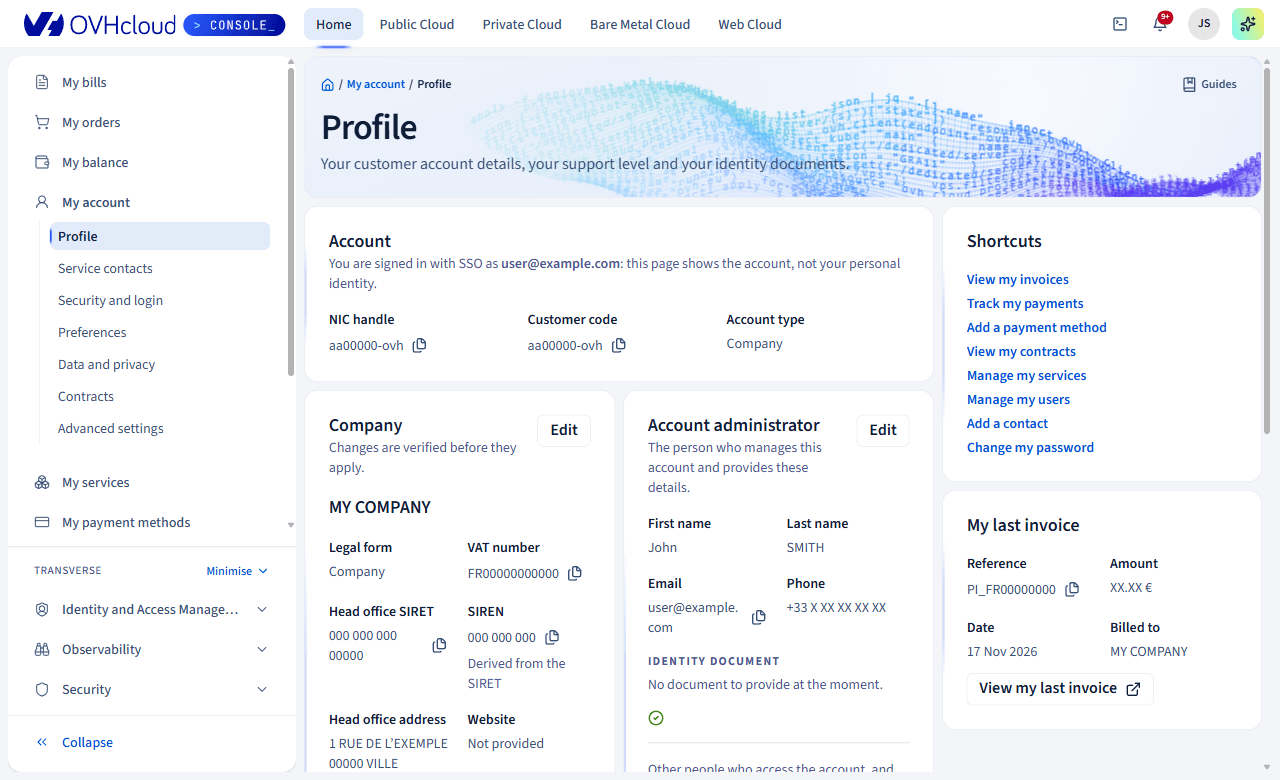 OVHcloud > CONSOLE_
Home Public Cloud Private Cloud Bare Metal Cloud Web Cloud
9+
JS
My bills
My orders
My balance
My account
Profile
Service contacts
Security and login
Preferences
Data and privacy
Contracts
Advanced settings
My services
My payment methods
TRANSVERSE Minimise
Identity and Access Manage...
Observability
Security
Collapse
/ My account / Profile
Guides
Profile
Your customer account details, your support level and your identity documents.
Account
You are signed in with SSO as user@example.com: this page shows the account, not your personal
identity.
NIC handle Customer code Account type
aa00000-ovh aa00000-ovh Company
Company
Edit
Changes are verified before they
apply.
MY COMPANY
Legal form VAT number
Company FR00000000000
Head office SIRET SIREN
000 000 000
00000
000 000 000
Derived from the
SIRET
Head office address Website
1 RUE DE L'EXEMPLE Not provided
00000 VILLE
Account administrator
Edit
The person who manages this
account and provides these
details.
First name Last name
John SMITH
Email Phone
user@example.
com
+33 X XX XX XX XX
IDENTITY DOCUMENT
No document to provide at the moment.
Other people who access the account, and
Shortcuts
View my invoices
Track my payments
Add a payment method
View my contracts
Manage my services
Manage my users
Add a contact
Change my password
My last invoice
Reference Amount
PI_FR00000000 XX.XX €
Date Billed to
17 Nov 2026 MY COMPANY
View my last invoice